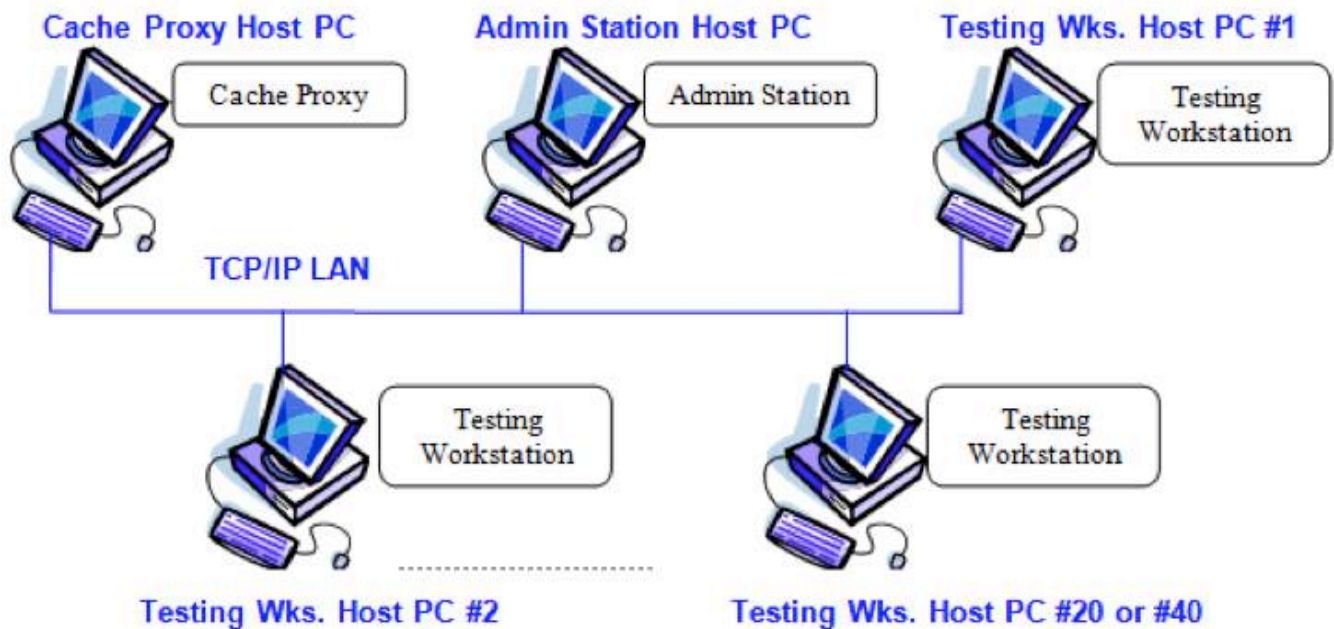 Cache Proxy Host PC
Admin Station Host PC
Testing Wks. Host PC #1
Cache Proxy
Admin Station
Testing
Workstation
TCP/IP LAN
Testing
Workstation
Testing
Workstation
Testing Wks. Host PC #2
Testing Wks. Host PC #20 or #40